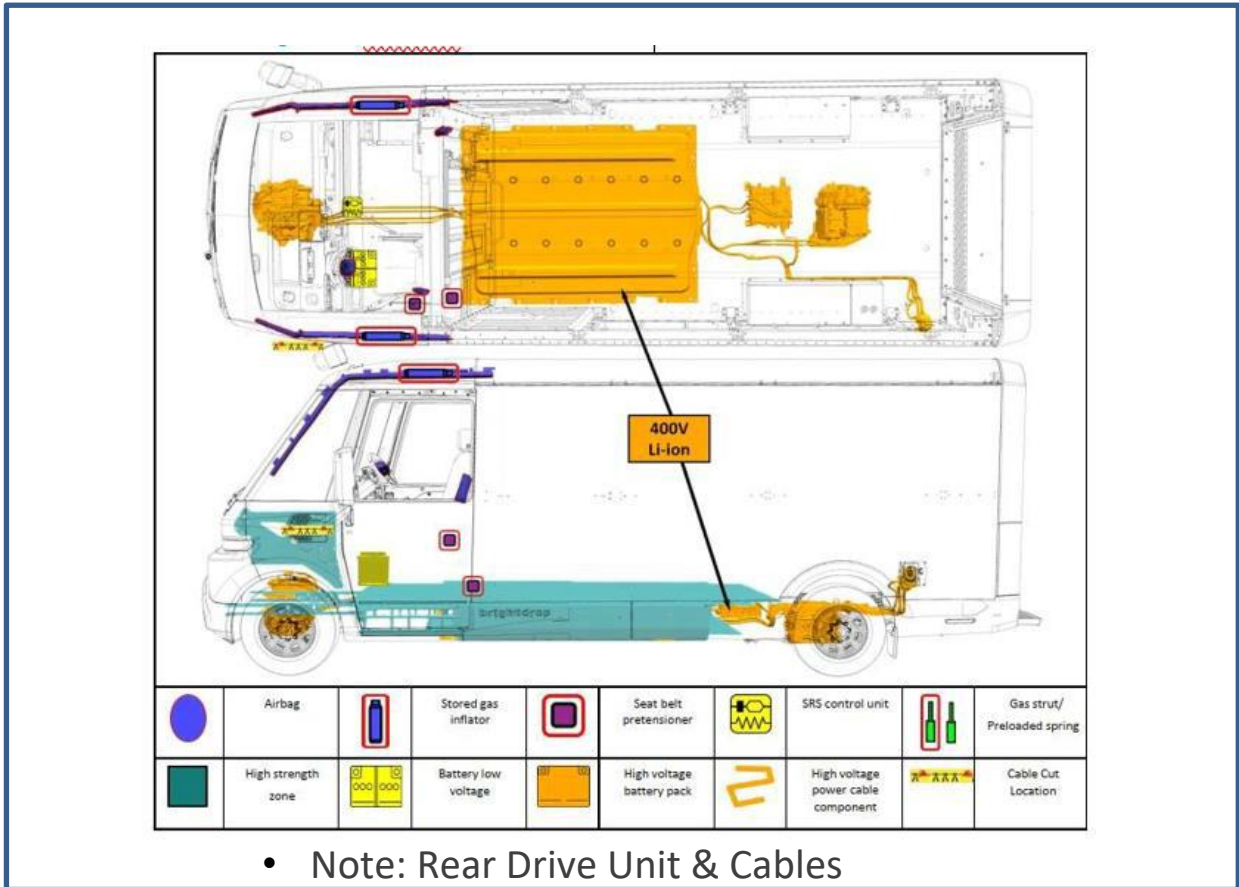 400V
Li-ion
brightdrop
Airbag
Stored gas
inflator
Seat belt
pretensioner
SRS control unit
Gas strut/
Preloaded spring
High strength
zone
Battery low
voltage
High voltage
battery pack
High voltage
power cable
component
Cable Cut
Location
• Note: Rear Drive Unit & Cables